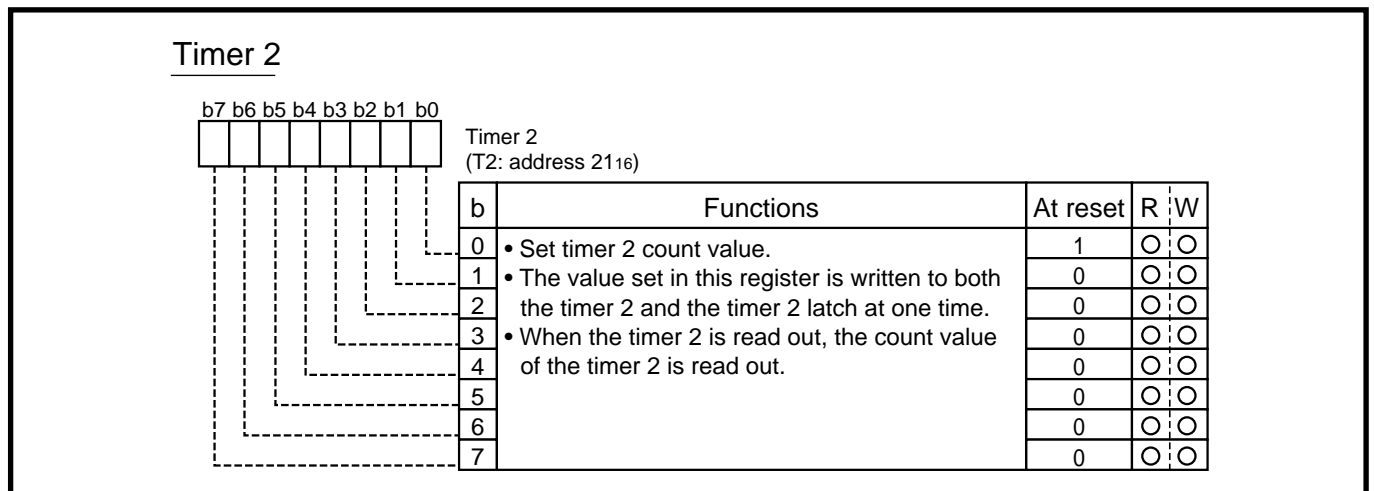 Timer 2
b7 b6 b5 b4 b3 b2 b1 b0
Timer 2
(T2: address 2116)
b Functions At reset R W
0 • Set timer 2 count value. 1 O O
1 • The value set in this register is written to both 0 O O
2 the timer 2 and the timer 2 latch at one time. 0 O O
3 • When the timer 2 is read out, the count value 0 O O
4 of the timer 2 is read out. 0 O O
5 0 O O
6 0 O O
7 0 O O